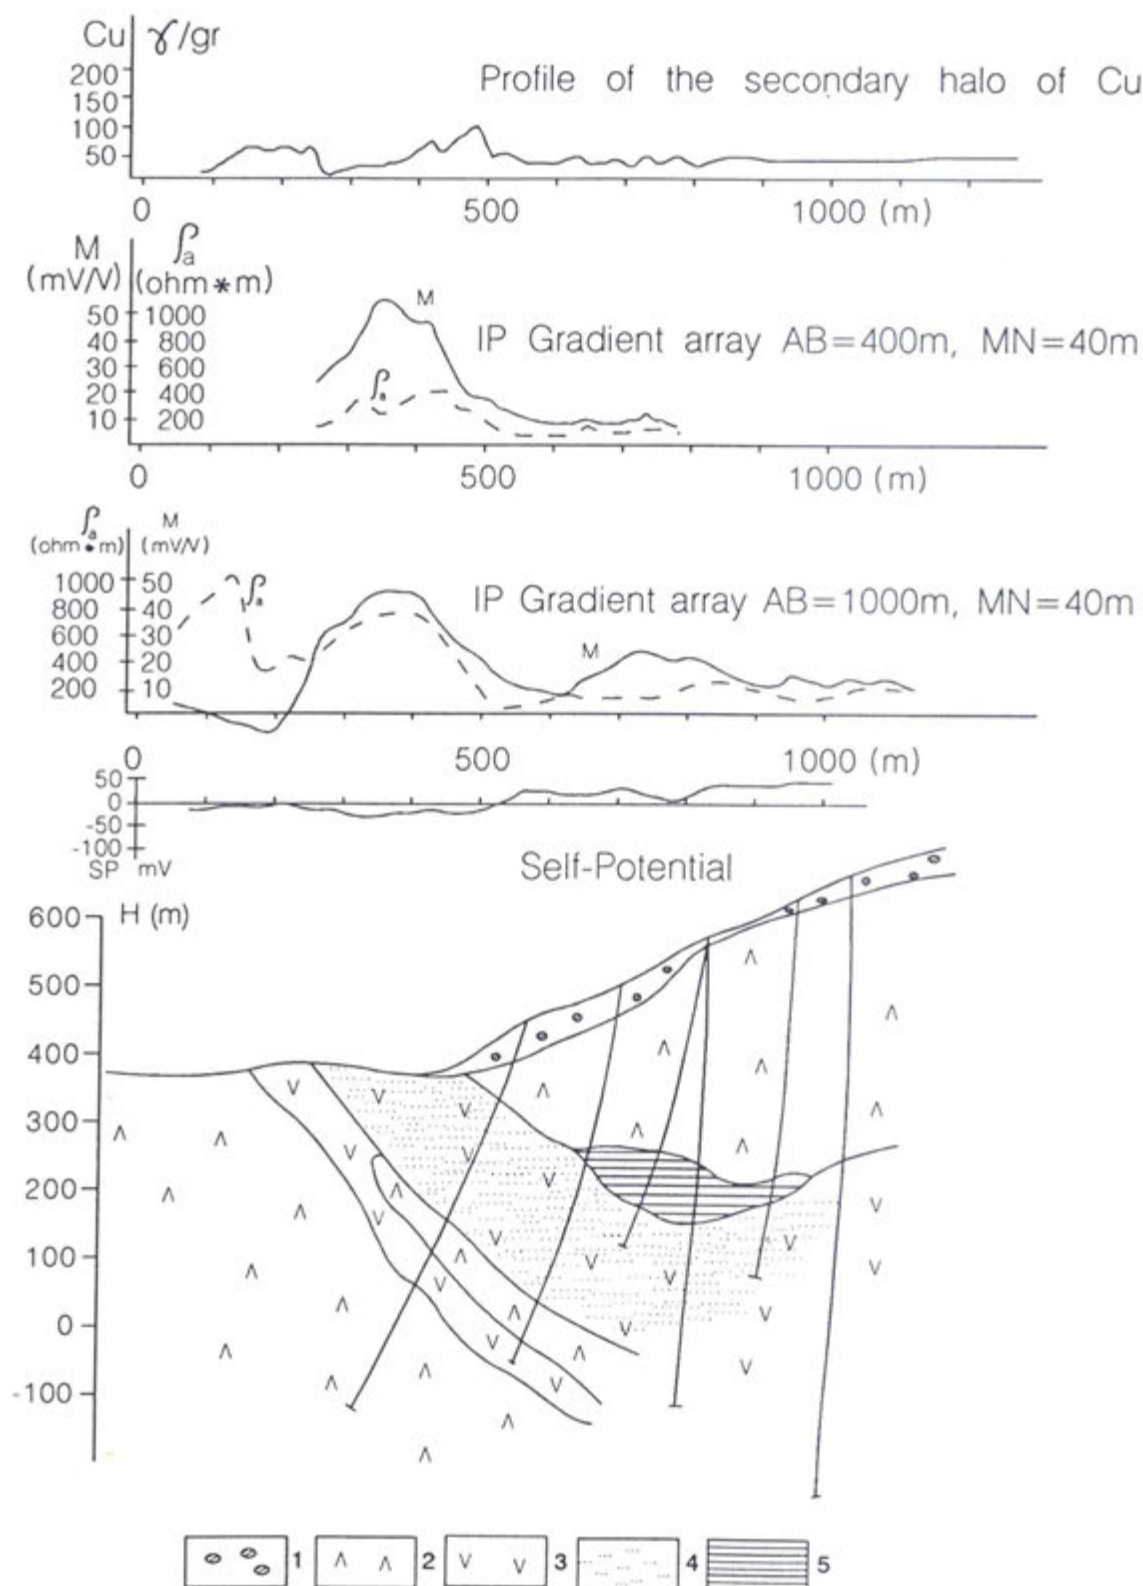 Cu γ/gr
Profile of the secondary halo of Cu
200
150
100
50
0 500 1000 (m)
M ρa
(mV/V) (ohm*m)
M
IP Gradient array AB=400m, MN=40m
50 1000
40 800
30 600
20 400
10 200
ρa
0 500 1000 (m)
ρa M
(ohm*m) (mV/V)
IP Gradient array AB=1000m, MN=40m
1000 50
800 40
600 30
400 20
200 10
ρa
M
0 500 1000 (m)
50
0
-50
-100
SP mV
Self-Potential
H (m)
600
500
400
300
200
100
0
-100
1 2 3 4 5